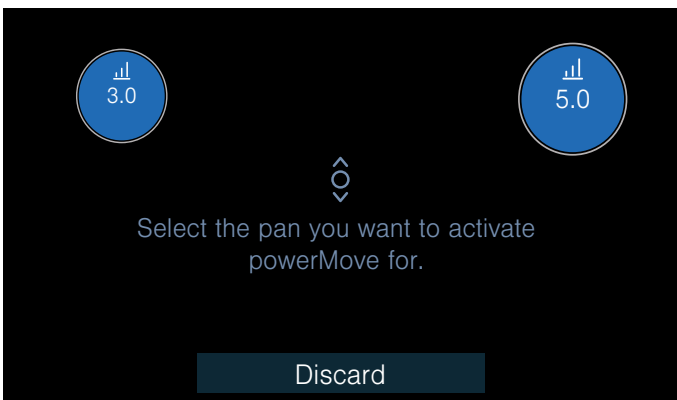 3.0
5.0
Select the pan you want to activate
powerMove for.
Discard